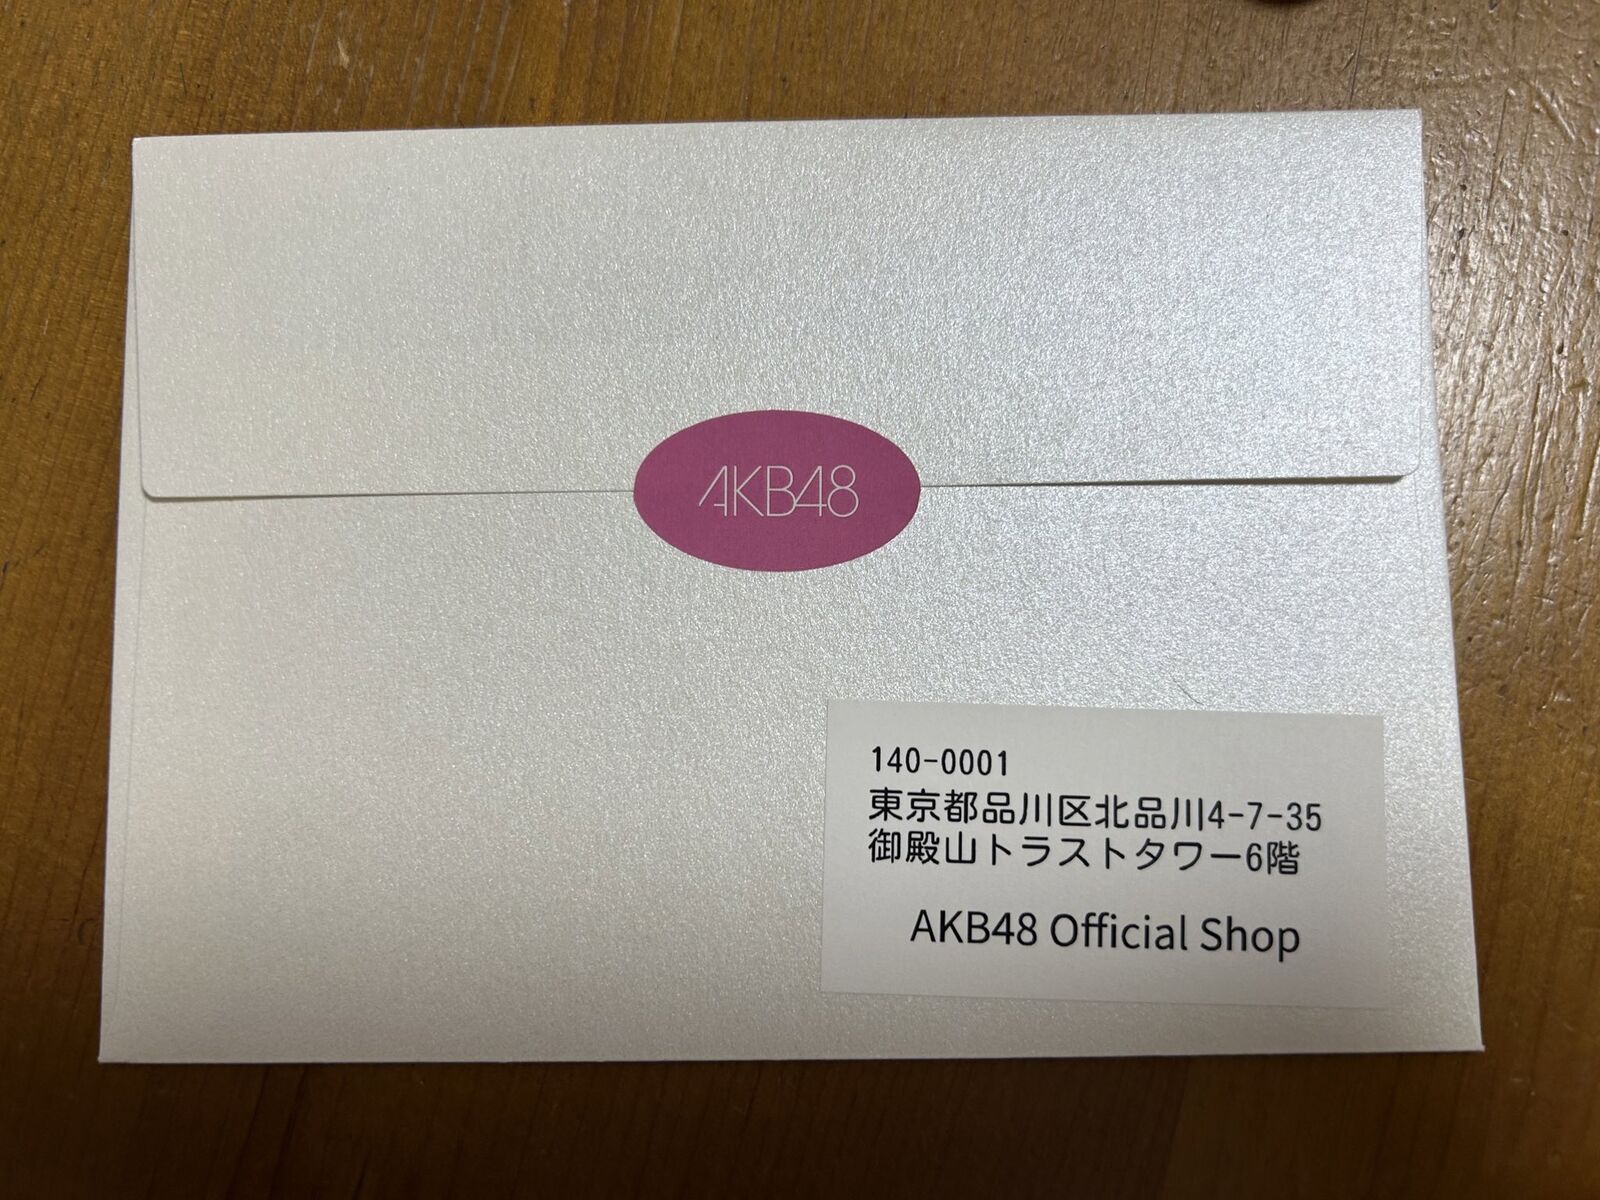 AKB48
140-0001
東京都品川区北品川4-7-35
御殿山トラストタワー6階
AKB48 Official Shop